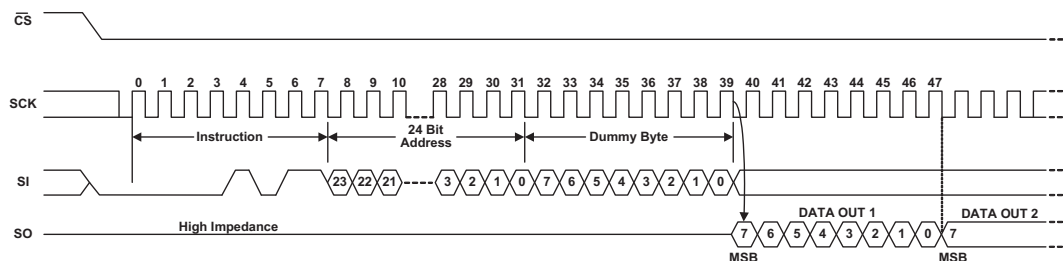 CS
0 1 2 3 4 5 6 7 8 9 10 28 29 30 31 32 33 34 35 36 37 38 39 40 41 42 43 44 45 46 47
SCK
Instruction
24 Bit
Address
Dummy Byte
SI
23 22 21 3 2 1 0 7 6 5 4 3 2 1 0
High Impedance
DATA OUT 1
DATA OUT 2
SO
7 6 5 4 3 2 1 0 7
MSB
MSB